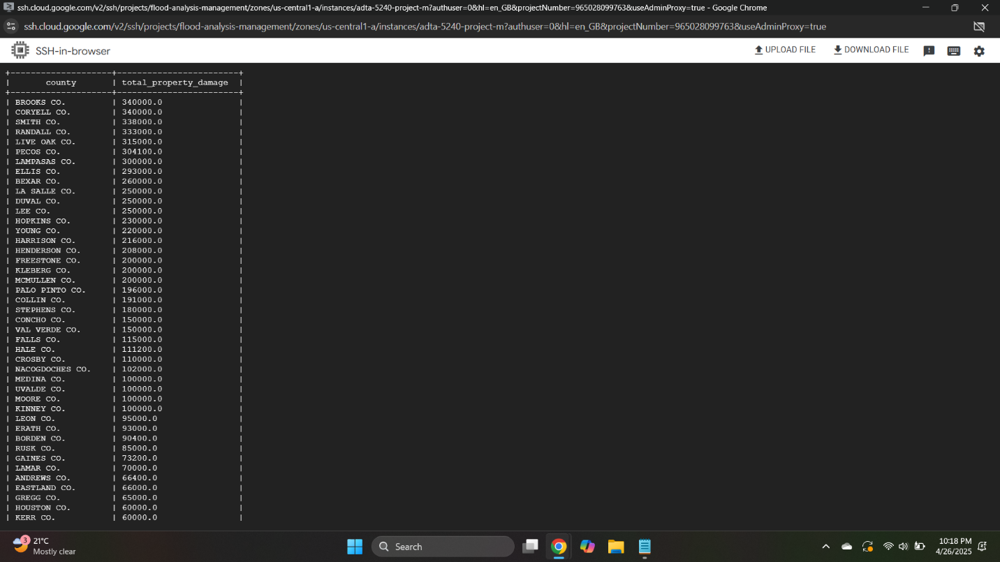 ssh.cloud.google.com/v2/ssh/projects/flood-analysis-management/zones/us-central1-a/instances/adta-5240-project-m?authuser=0&hl=en_GB&projectNumber=965028099763&useAdminProxy=true - Google Chrome
ssh.cloud.google.com/v2/ssh/projects/flood-analysis-management/zones/us-central1-a/instances/adta-5240-project-m?authuser=0&hl=en_GB&projectNumber=965028099763&useAdminProxy=true
SSH-in-browser UPLOAD FILE DOWNLOAD FILE
+--------------------+------------------------+
| county | total_property_damage |
+--------------------+------------------------+
| BROOKS CO. | 340000.0 |
| CORYELL CO. | 340000.0 |
| SMITH CO. | 338000.0 |
| RANDALL CO. | 333000.0 |
| LIVE OAK CO. | 315000.0 |
| PECOS CO. | 304100.0 |
| LAMPASAS CO. | 300000.0 |
| ELLIS CO. | 293000.0 |
| BEXAR CO. | 260000.0 |
| LA SALLE CO. | 250000.0 |
| DUVAL CO. | 250000.0 |
| LEE CO. | 250000.0 |
| HOPKINS CO. | 230000.0 |
| YOUNG CO. | 220000.0 |
| HARRISON CO. | 216000.0 |
| HENDERSON CO. | 208000.0 |
| FREESTONE CO. | 200000.0 |
| KLEBERG CO. | 200000.0 |
| MCMULLEN CO. | 200000.0 |
| PALO PINTO CO. | 196000.0 |
| COLLIN CO. | 191000.0 |
| STEPHENS CO. | 180000.0 |
| CONCHO CO. | 150000.0 |
| VAL VERDE CO. | 150000.0 |
| FALLS CO. | 115000.0 |
| HALE CO. | 111200.0 |
| CROSBY CO. | 110000.0 |
| NACOGDOCHES CO. | 102000.0 |
| MEDINA CO. | 100000.0 |
| UVALDE CO. | 100000.0 |
| MOORE CO. | 100000.0 |
| KINNEY CO. | 100000.0 |
| LEON CO. | 95000.0 |
| ERATH CO. | 93000.0 |
| BORDEN CO. | 90400.0 |
| RUSK CO. | 85000.0 |
| GAINES CO. | 73200.0 |
| LAMAR CO. | 70000.0 |
| ANDREWS CO. | 66400.0 |
| EASTLAND CO. | 66000.0 |
| GREGG CO. | 65000.0 |
| HOUSTON CO. | 60000.0 |
| KERR CO. | 60000.0 |
3 21°C
Mostly clear
Search
10:18 PM
4/26/2025